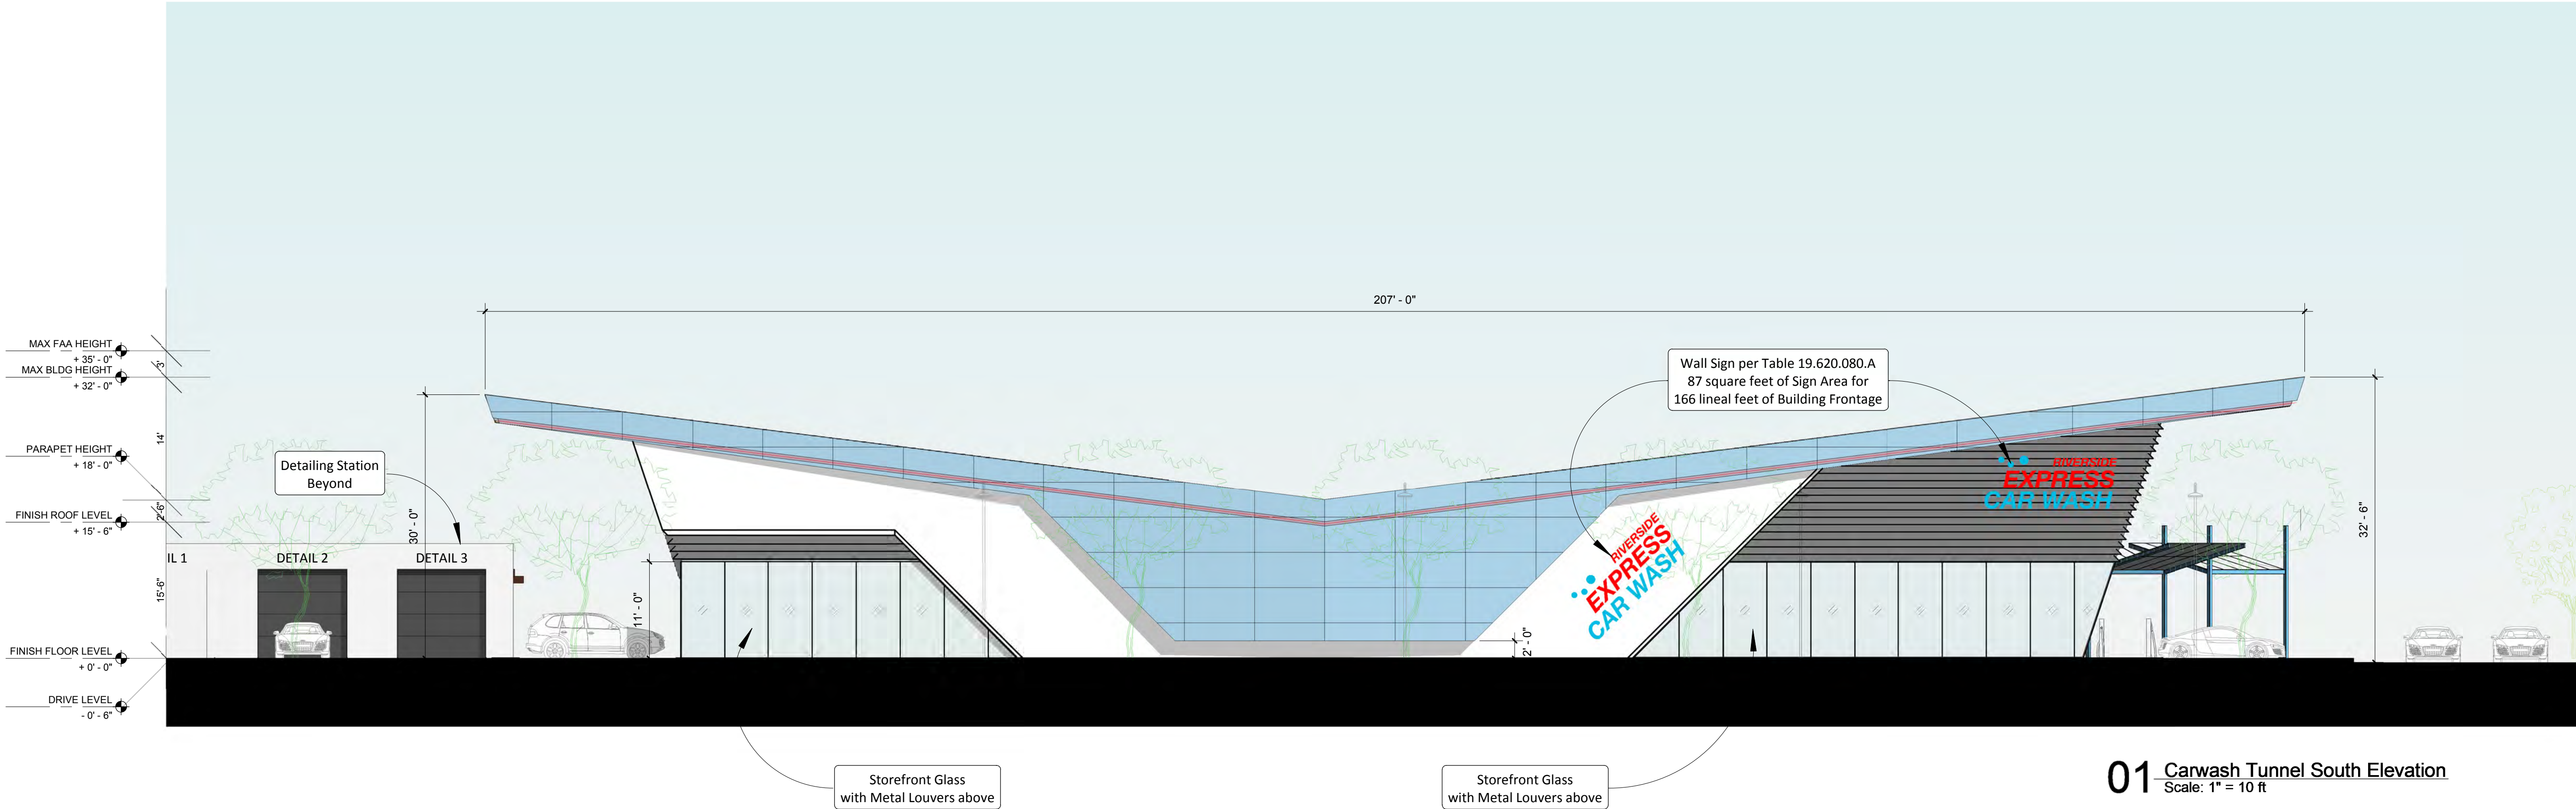 207' - 0"
MAX FAA HEIGHT
+ 35' - 0"
3'
MAX BLDG HEIGHT
+ 32' - 0"
14'
PARAPET HEIGHT
+ 18' - 0"
2'-6"
FINISH ROOF LEVEL
+ 15' - 6"
15'-6"
FINISH FLOOR LEVEL
+ 0' - 0"
DRIVE LEVEL
- 0' - 6"
Detailing Station
Beyond
30' - 0"
IL 1
DETAIL 2
DETAIL 3
11' - 0"
Wall Sign per Table 19.620.080.A
87 square feet of Sign Area for
166 lineal feet of Building Frontage
RIVERSIDE
EXPRESS
CAR WASH
RIVERSIDE
EXPRESS
CAR WASH
2' - 0"
32' - 6"
Storefront Glass
with Metal Louvers above
Storefront Glass
with Metal Louvers above
01 Carwash Tunnel South Elevation
Scale: 1" = 10 ft